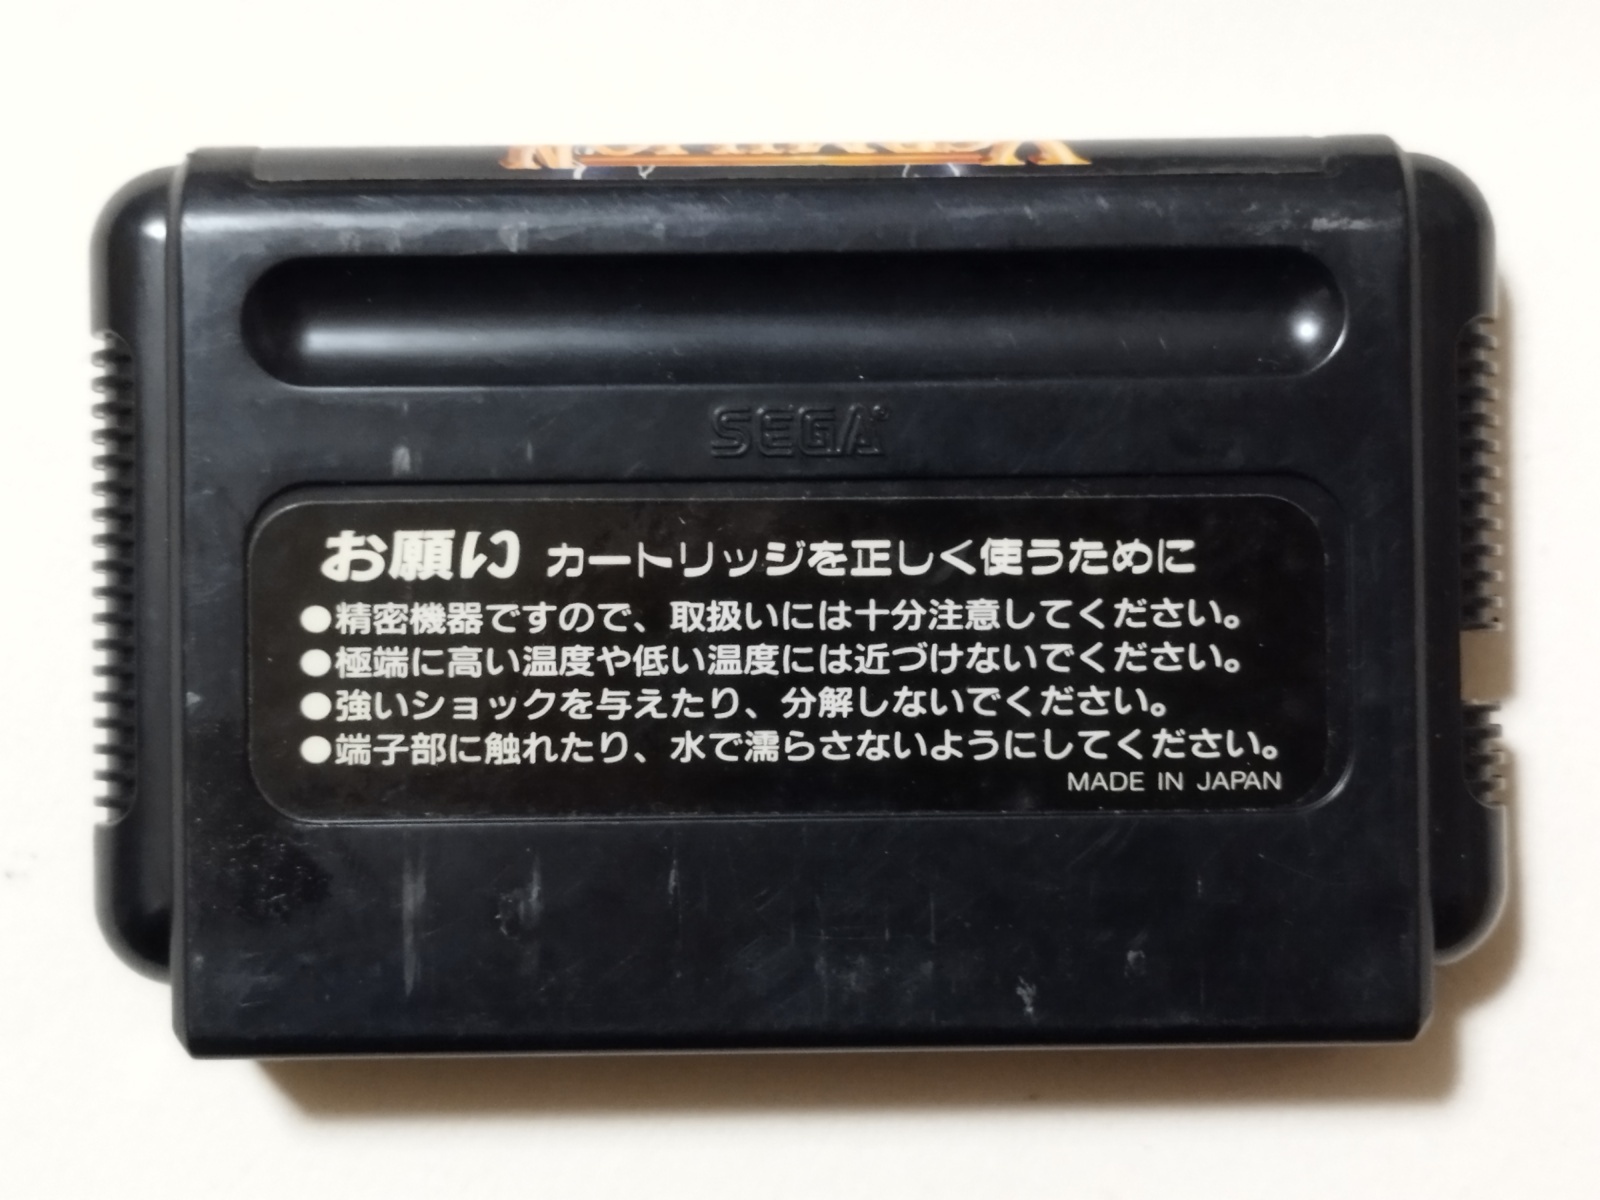 VERMILION
SEGA
お願い カートリッジを正しく使うために
●精密機器ですので、取扱いには十分注意してください。
●極端に高い温度や低い温度には近づけないでください。
●強いショックを与えたり、分解しないでください。
●端子部に触れたり、水で濡らさないようにしてください。
MADE IN JAPAN